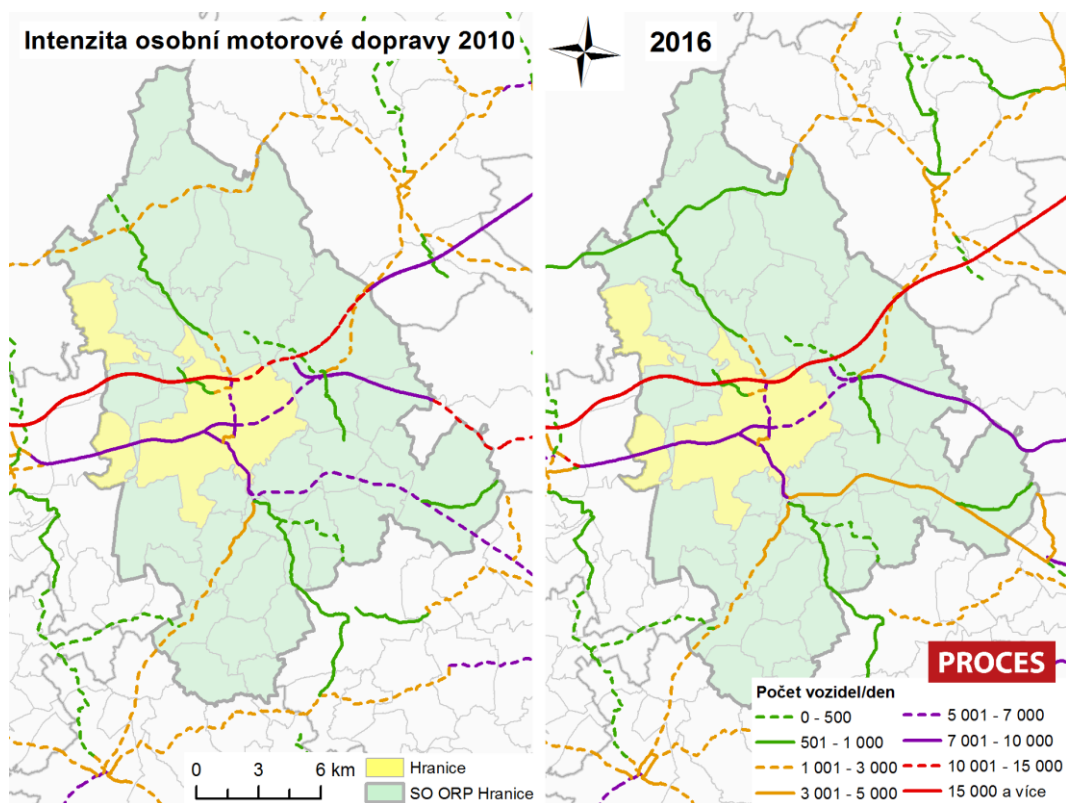 Intenzita osobní motorové dopravy 2010
2016
0 3 6 km
Hranice
SO ORP Hranice
PROCES
Počet vozidel/den
0 - 500
501 - 1 000
1 001 - 3 000
3 001 - 5 000
5 001 - 7 000
7 001 - 10 000
10 001 - 15 000
15 000 a více